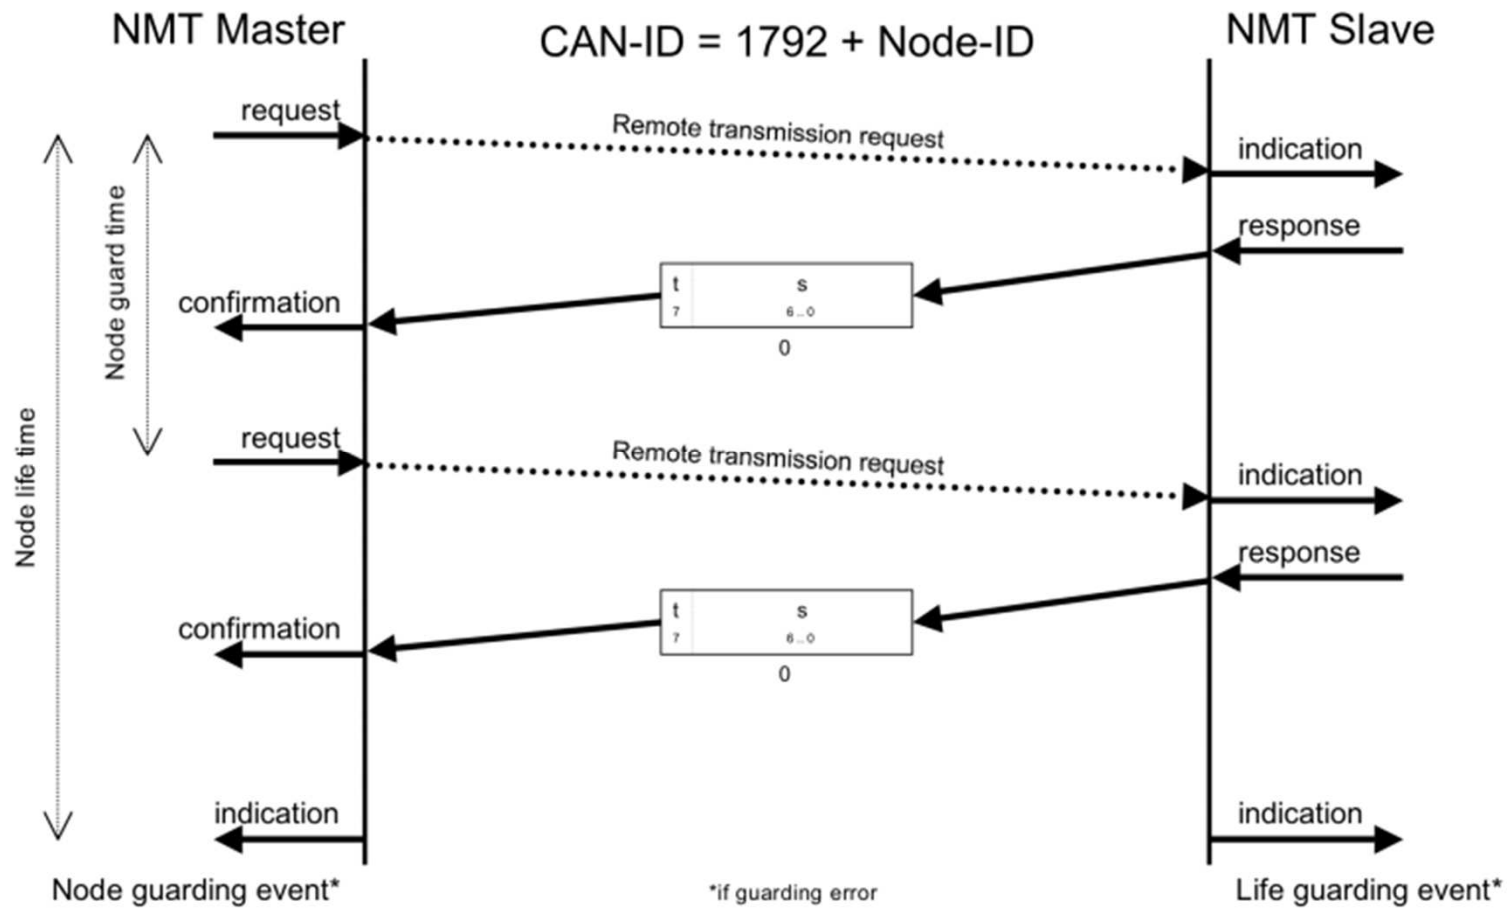 NMT Master
CAN-ID = 1792 + Node-ID
NMT Slave
request
Remote transmission request
indication
response
t
s
7
6..0
0
confirmation
Node guard time
Node life time
request
Remote transmission request
indication
response
t
s
7
6..0
0
confirmation
indication
indication
Node guarding event*
*if guarding error
Life guarding event*